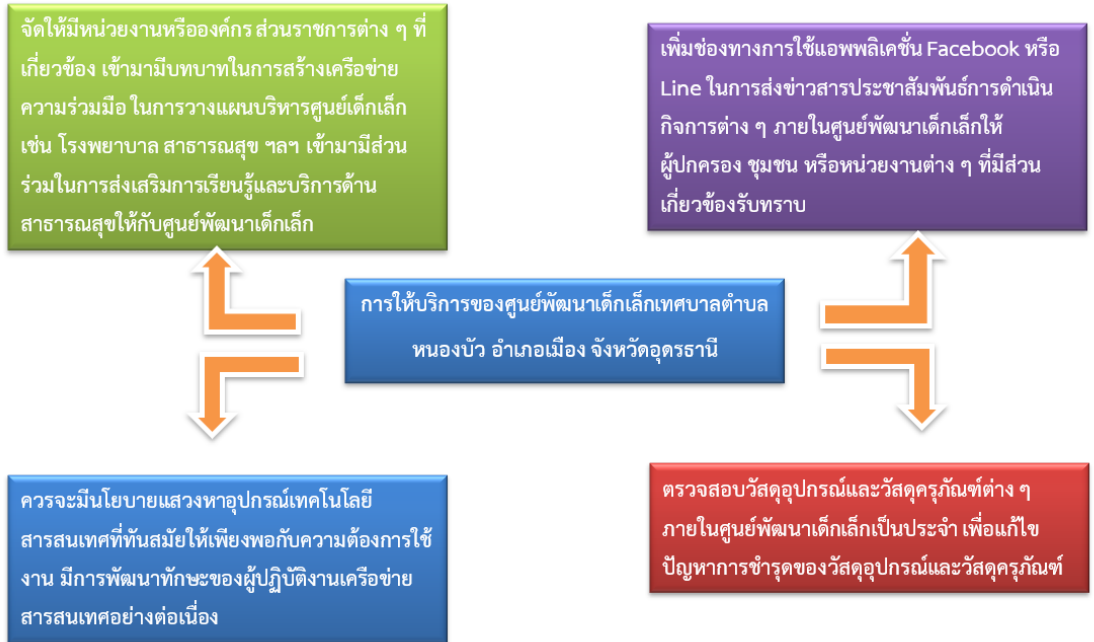 จัดให้มีหน่วยงานหรือองค์กร ส่วนราชการต่าง ๆ ที่
เกี่ยวข้อง เข้ามามีบทบาทในการสร้างเครือข่าย
ความร่วมมือ ในการวางแผนบริหารศูนย์เด็กเล็ก
เช่น โรงพยาบาล สาธารณสุข ฯลฯ เข้ามามีส่วน
ร่วมในการส่งเสริมการเรียนรู้และบริการด้าน
สาธารณสุขให้กับศูนย์พัฒนาเด็กเล็ก
เพิ่มช่องทางการใช้แอพพลิเคชั่น Facebook หรือ
Line ในการส่งข่าวสารประชาสัมพันธ์การดำเนิน
กิจการต่าง ๆ ภายในศูนย์พัฒนาเด็กเล็กให้
ผู้ปกครอง ชุมชน หรือหน่วยงานต่าง ๆ ที่มีส่วน
เกี่ยวข้องรับทราบ
การให้บริการของศูนย์พัฒนาเด็กเล็กเทศบาลตำบล
หนองบัว อำเภอเมือง จังหวัดอุดรธานี
ควรจะมีนโยบายแสวงหาอุปกรณ์เทคโนโลยี
สารสนเทศที่ทันสมัยให้เพียงพอกับความต้องการใช้
งาน มีการพัฒนาทักษะของผู้ปฏิบัติงานเครือข่าย
สารสนเทศอย่างต่อเนื่อง
ตรวจสอบวัสดุอุปกรณ์และวัสดุครุภัณฑ์ต่าง ๆ
ภายในศูนย์พัฒนาเด็กเล็กเป็นประจำ เพื่อแก้ไข
ปัญหาการชำรุดของวัสดุอุปกรณ์และวัสดุครุภัณฑ์